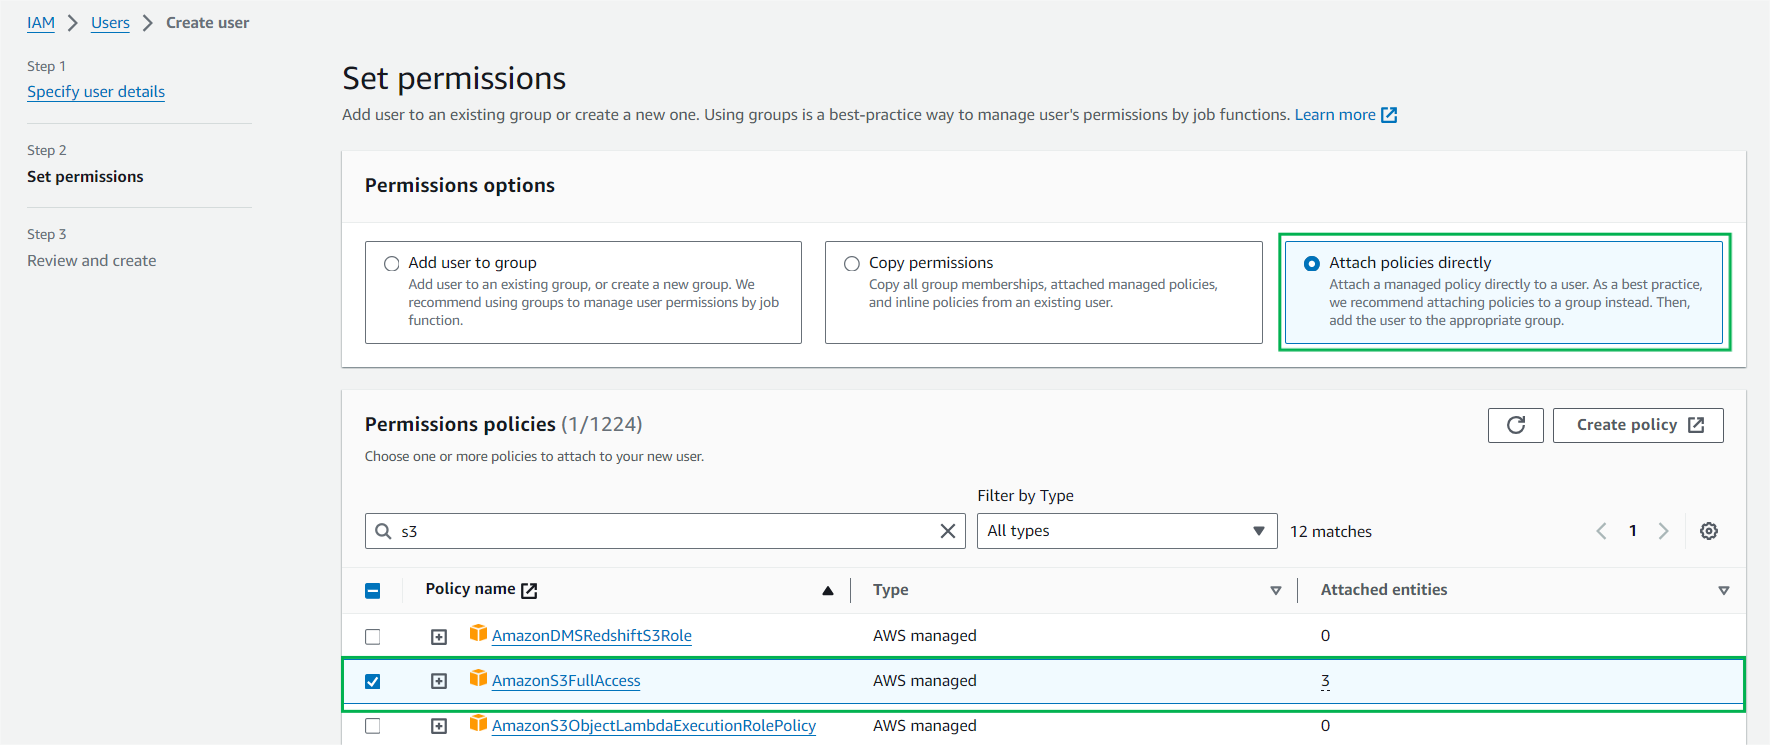 IAM > Users > Create user
Step 1
Specify user details
Step 2
Set permissions
Step 3
Review and create
Set permissions
Add user to an existing group or create a new one. Using groups is a best-practice way to manage user's permissions by job functions. Learn more
Permissions options
Add user to group
Add user to an existing group, or create a new group. We
recommend using groups to manage user permissions by job
function.
Copy permissions
Copy all group memberships, attached managed policies,
and inline policies from an existing user.
Attach policies directly
Attach a managed policy directly to a user. As a best practice,
we recommend attaching policies to a group instead. Then,
add the user to the appropriate group.
Permissions policies (1/1224)
Create policy
Choose one or more policies to attach to your new user.
Filter by Type
s3
All types
12 matches
1
Policy name Type Attached entities
AmazonDMSRedshiftS3Role AWS managed 0
AmazonS3FullAccess AWS managed 3
AmazonS3ObjectLambdaExecutionRolePolicy AWS managed 0